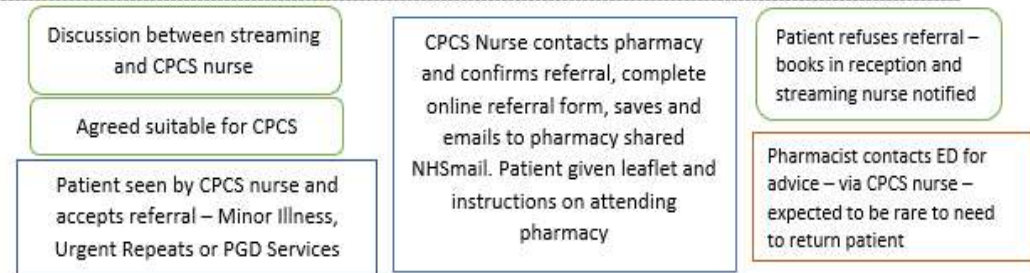 Discussion between streaming
and CPCS nurse
Agreed suitable for CPCS
Patient seen by CPCS nurse and
accepts referral – Minor Illness,
Urgent Repeats or PGD Services
CPCS Nurse contacts pharmacy
and confirms referral, complete
online referral form, saves and
emails to pharmacy shared
NHSmail. Patient given leaflet and
instructions on attending
pharmacy
Patient refuses referral –
books in reception and
streaming nurse notified
Pharmacist contacts ED for
advice – via CPCS nurse –
expected to be rare to need
to return patient